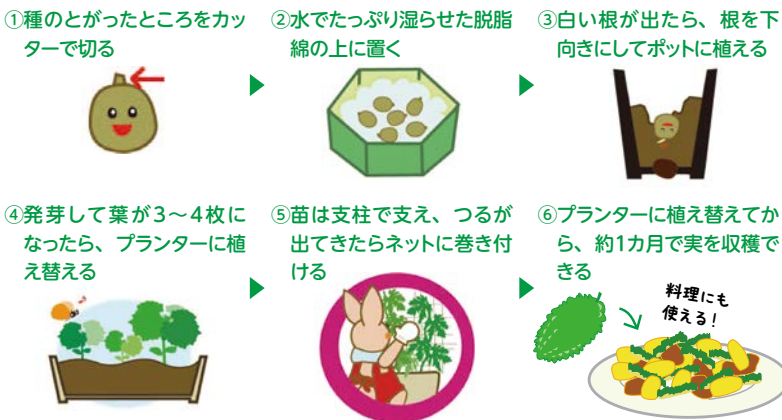 ①種のとがったところをカッ
ターで切る
②水でたっぷり湿らせた脱脂
綿の上に置く
③白い根が出たら、根を下
向きにしてポットに植える
④発芽して葉が3〜4枚に
なったら、プランターに植
え替える
⑤苗は支柱で支え、つるが
出てきたらネットに巻き付
ける
⑥プランターに植え替えてか
ら、約1カ月で実を収穫で
きる
料理にも
使える!